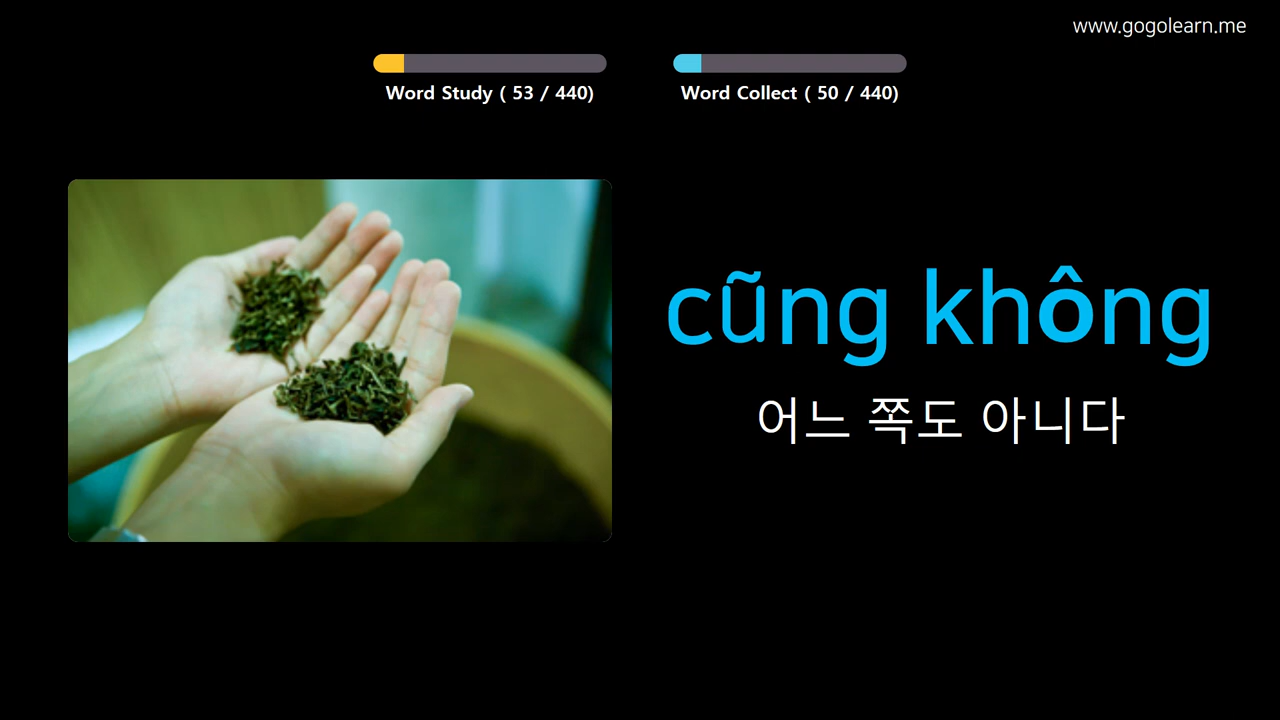 www.gogolearn.me
Word Study ( 53 / 440)
Word Collect ( 50 / 440)
cũng không
어느 쪽도 아니다